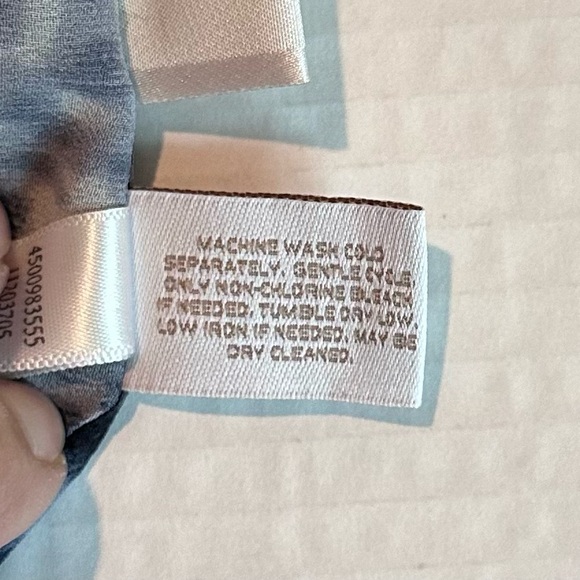 MACHINE WASH COLD
SEPARATELY. GENTLE CYCLE.
ONLY NON-CHLORINE BLEACH
IF NEEDED. TUMBLE DRY LOW.
LOW IRON IF NEEDED. MAY BE
DRY CLEANED.
4500983555